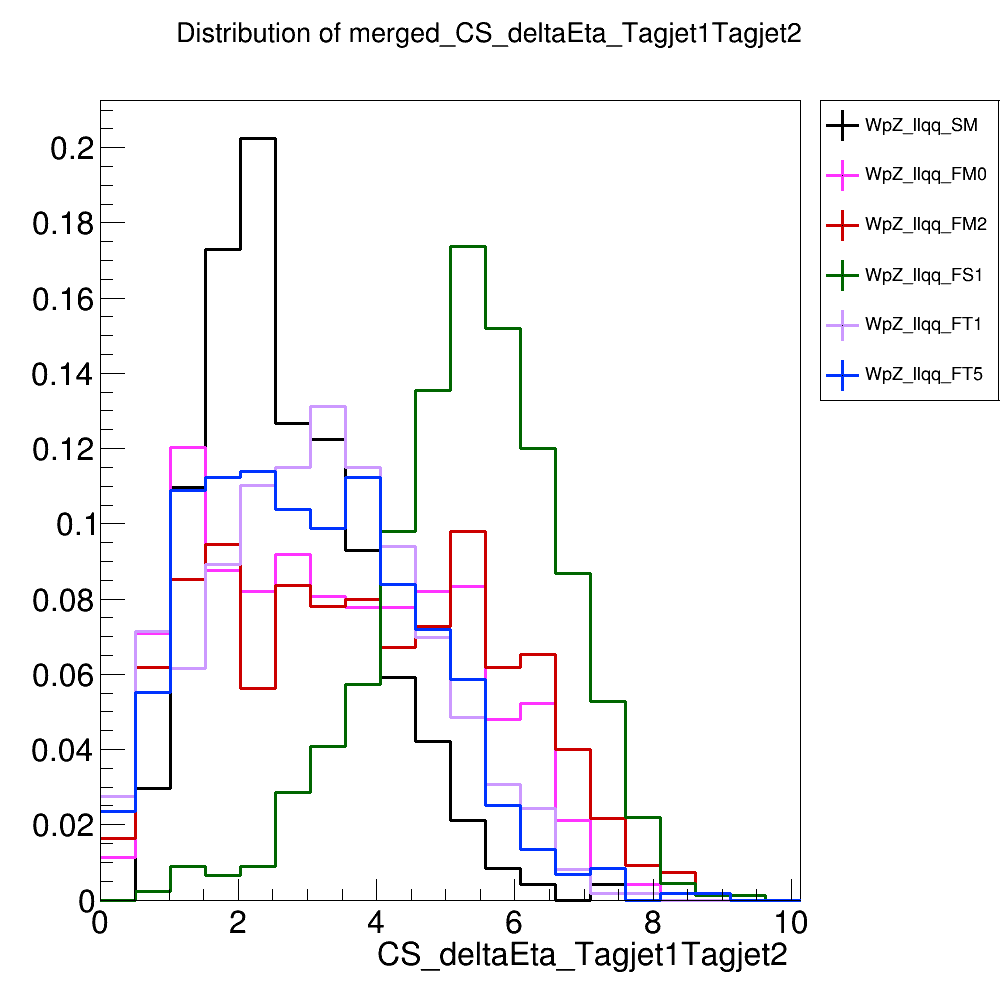 Distribution of merged_CS_deltaEta_Tagjet1Tagjet2
WpZ_llqq_SM
WpZ_llqq_FM0
WpZ_llqq_FM2
WpZ_llqq_FS1
WpZ_llqq_FT1
WpZ_llqq_FT5
0.2
0.18
0.16
0.14
0.12
0.1
0.08
0.06
0.04
0.02
0
0 2 4 6 8 10
CS_deltaEta_Tagjet1Tagjet2